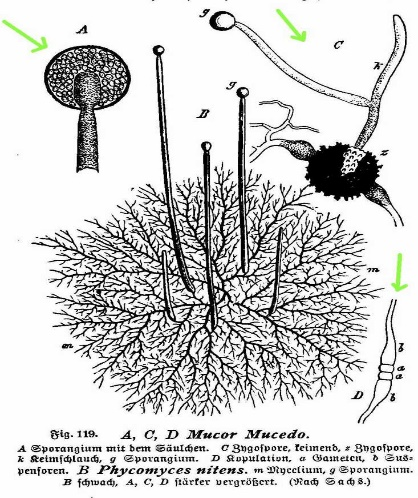 g
A
C
k
g
B
z
m
m
b
a
a
D
b
Fig. 119. A, C, D Mucor Mucedo.
A Sporangium mit dem Säulchen. C Zygospore, keimend, z Zygospore,
k Keimschlauch, g Sporangium. D Kopulation, a Gameten, b Sus-
pensoren. B Phycomyces nitens. m Mycelium, g Sporangium.
B schwach, A, C, D stärker vergrößert. (Nach Sachs.)